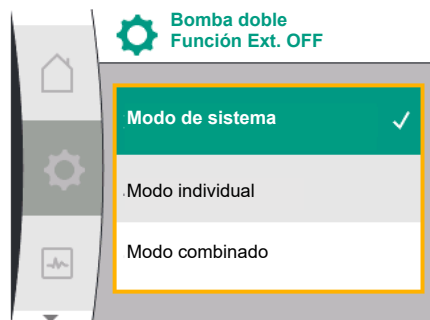 Bomba doble
Función Ext. OFF
Modo de sistema
Modo individual
Modo combinado